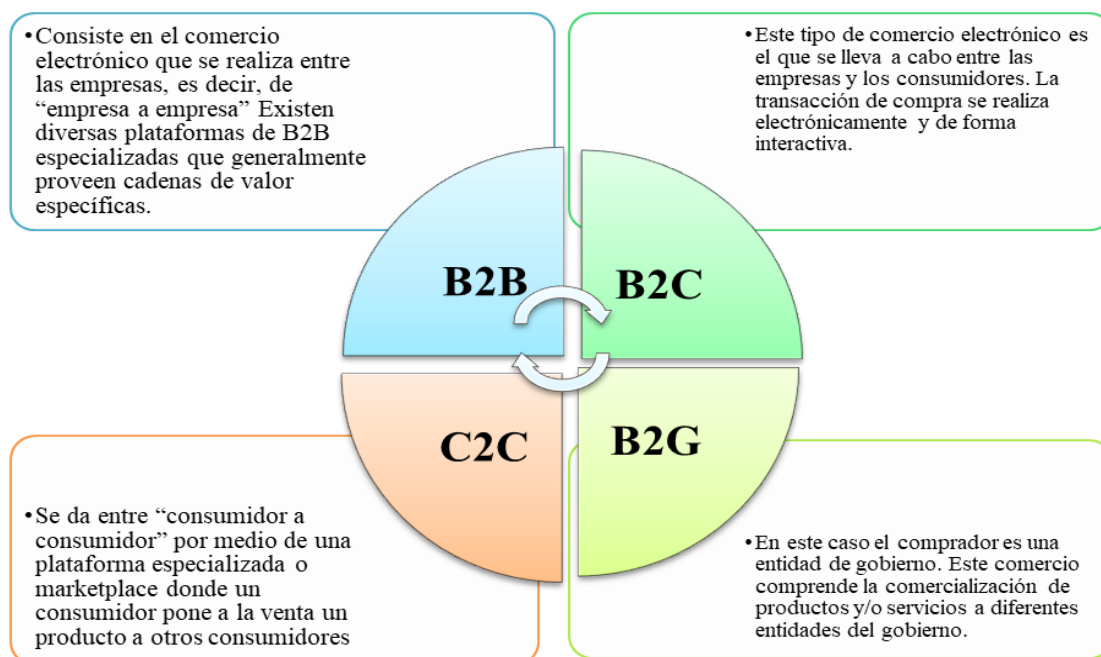 •Consiste en el comercio
electrónico que se realiza entre
las empresas, es decir, de
“empresa a empresa” Existen
diversas plataformas de B2B
especializadas que generalmente
proveen cadenas de valor
específicas.
•Este tipo de comercio electrónico es
el que se lleva a cabo entre las
empresas y los consumidores. La
transacción de compra se realiza
electrónicamente y de forma
interactiva.
B2B
B2C
C2C
B2G
•Se da entre “consumidor a
consumidor” por medio de una
plataforma especializada o
marketplace donde un
consumidor pone a la venta un
producto a otros consumidores
•En este caso el comprador es una
entidad de gobierno. Este comercio
comprende la comercialización de
productos y/o servicios a diferentes
entidades del gobierno.